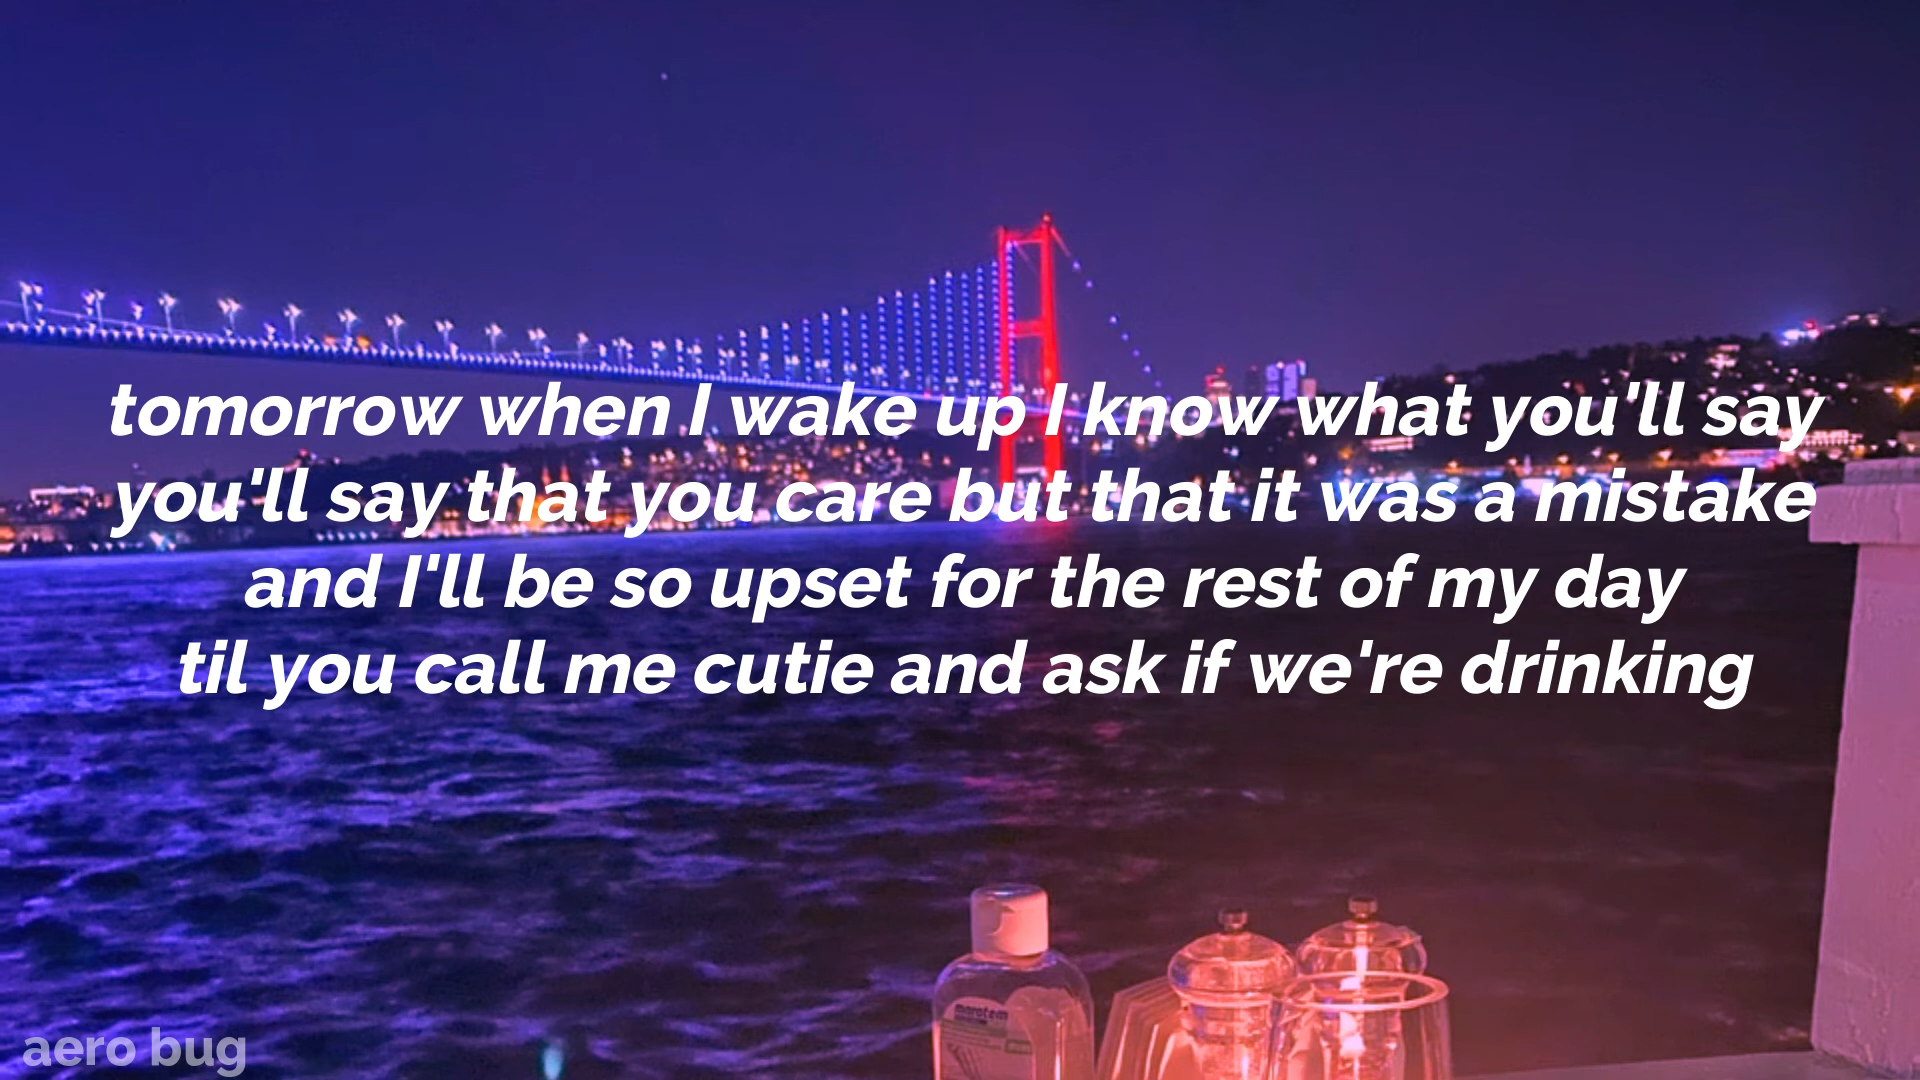 tomorrow when I wake up I know what you'll say
you'll say that you care but that it was a mistake
and I'll be so upset for the rest of my day
til you call me cutie and ask if we're drinking
maratem
aero bug